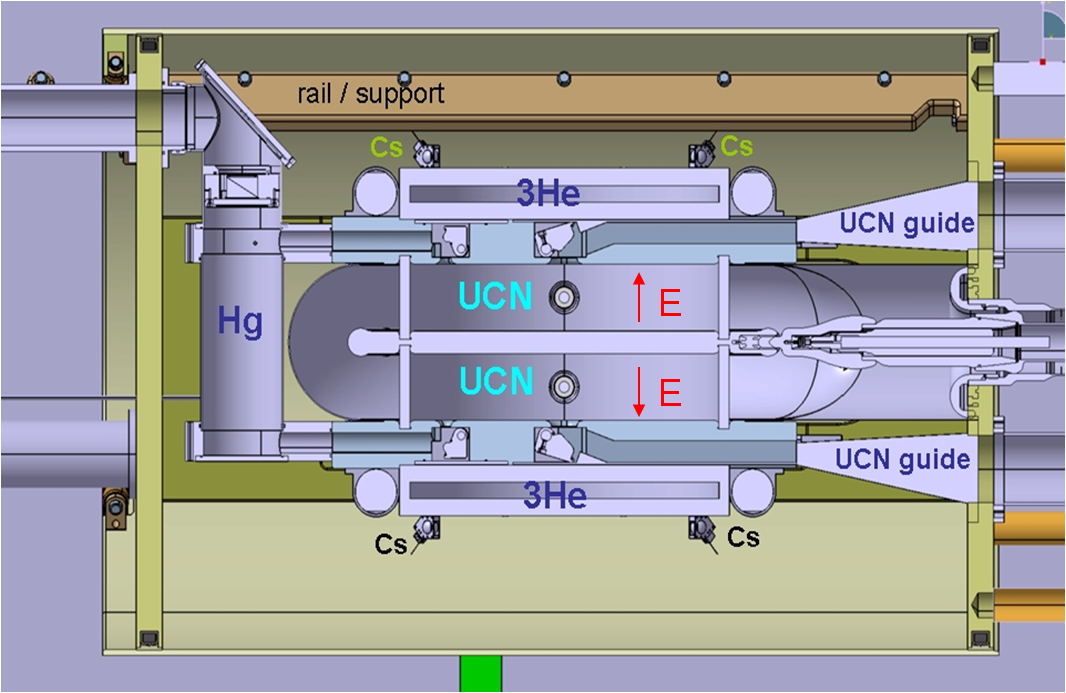 rail / support
Cs
Cs
3He
UCN guide
UCN
E
Hg
UCN
E
UCN guide
3He
Cs
Cs